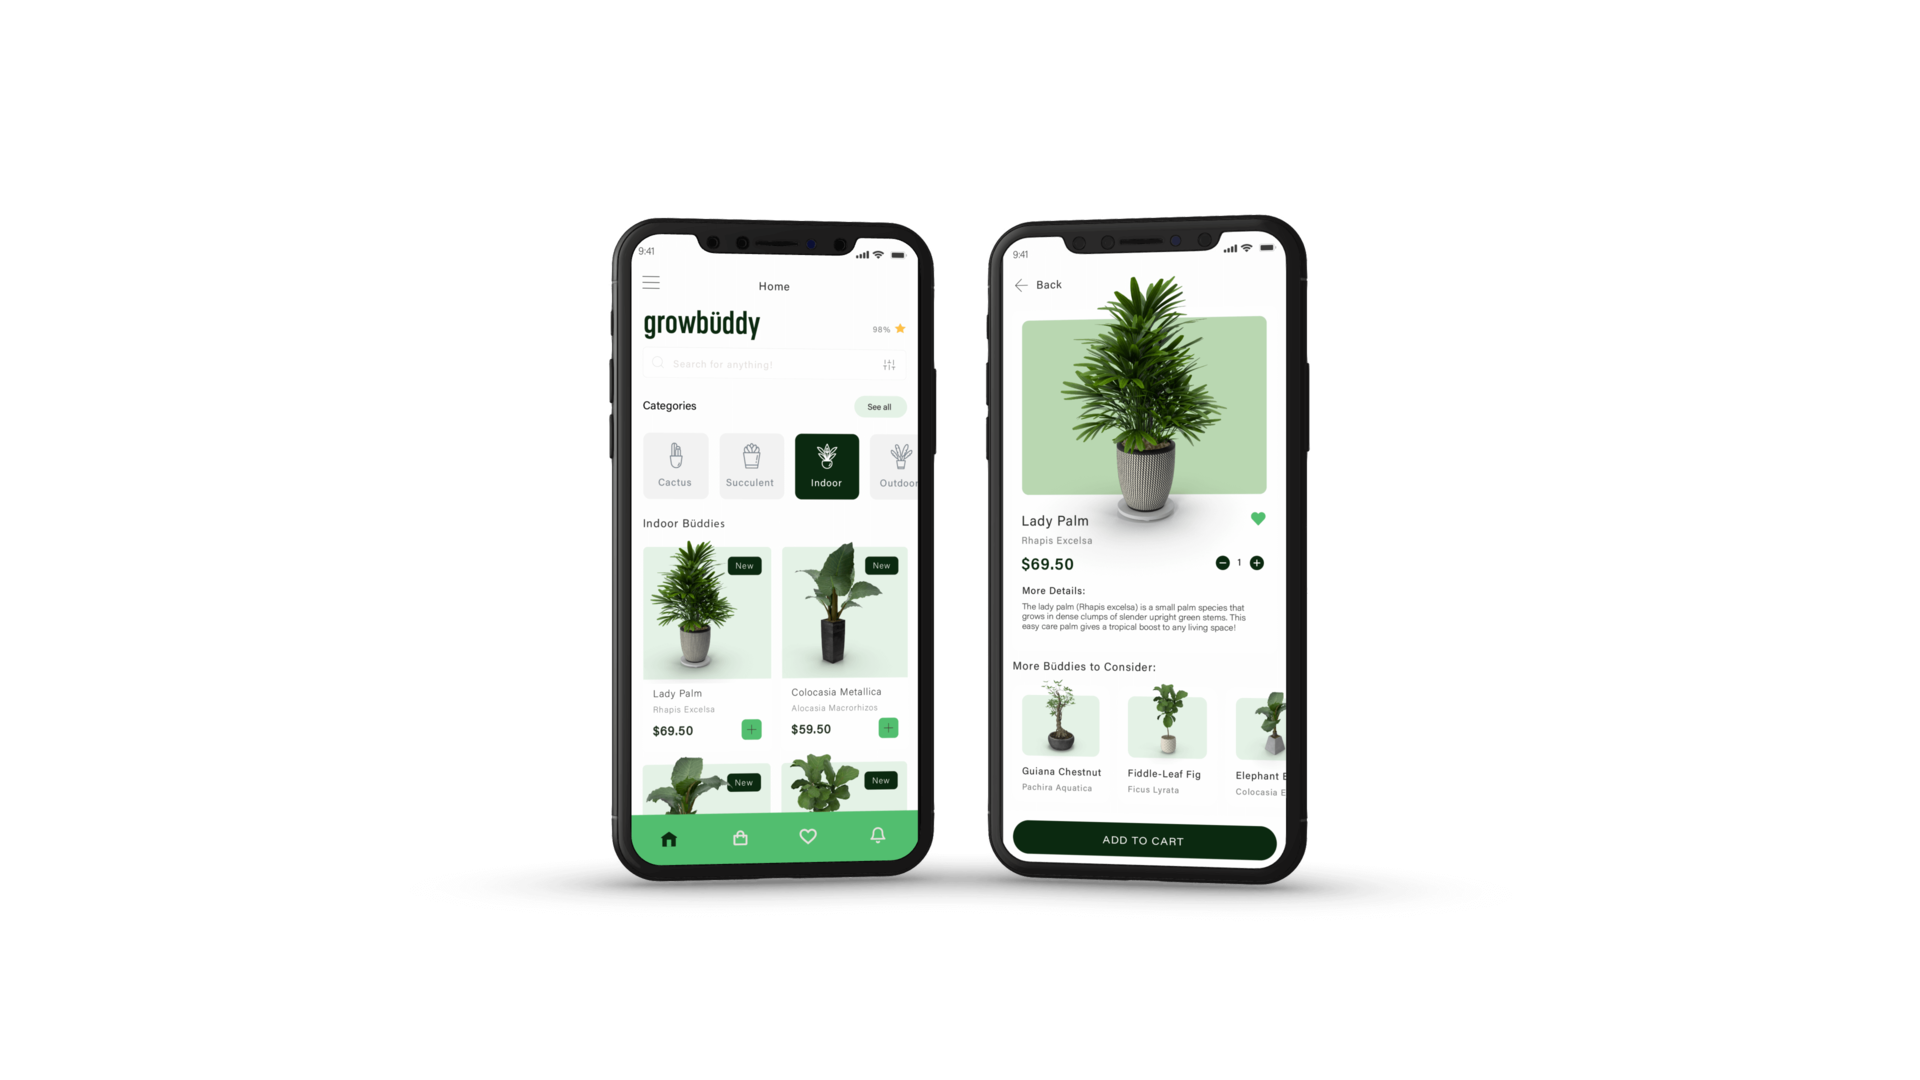 9:41
Home
growbüddy
98%
Search for anything!
Categories
See all
Cactus
Succulent
Indoor
Outdoor
Indoor Büddies
New
New
Lady Palm
Rhapis Excelsa
$69.50
Colocasia Metallica
Alocasia Macrorhizos
$59.50
New
New
9:41
Back
Lady Palm
Rhapis Excelsa
$69.50
1
More Details:
The lady palm (Rhapis excelsa) is a small palm species that
grows in dense clumps of slender upright green stems. This
easy care palm gives a tropical boost to any living space!
More Büddies to Consider:
Guiana Chestnut
Pachira Aquatica
Fiddle-Leaf Fig
Ficus Lyrata
Elephant E
Colocasia E
ADD TO CART